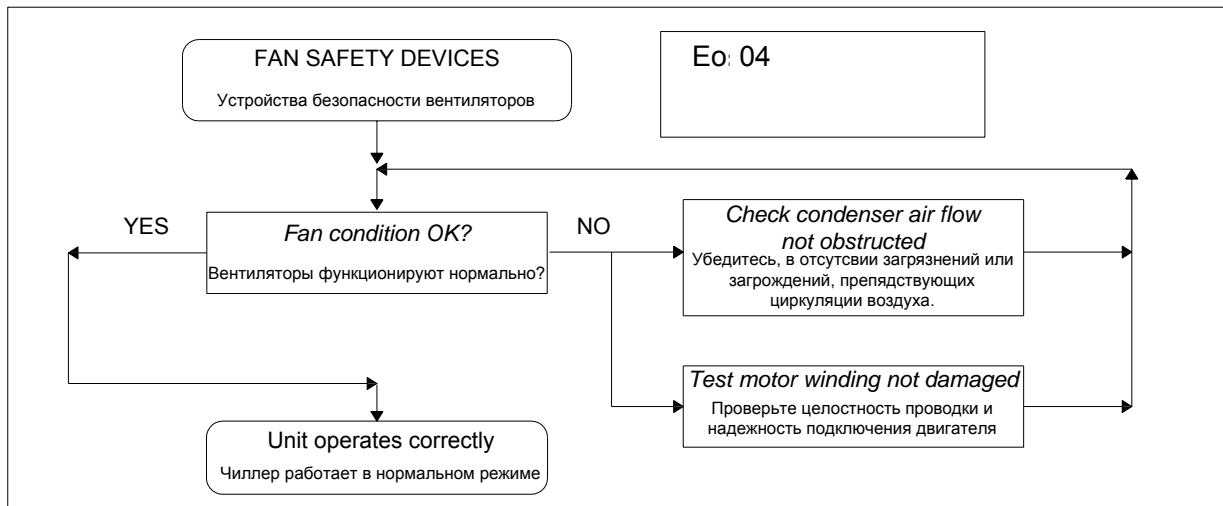 FAN SAFETY DEVICES
Устройства безопасности вентиляторов
Eo: 04
YES
Fan condition OK?
Вентиляторы функционируют нормально?
NO
Check condenser air flow
not obstructed
Убедитесь, в отсутсвии загрязнений или
загрождений, препядствующих
циркуляции воздуха.
Test motor winding not damaged
Проверьте целостность проводки и
надежность подключения двигателя
Unit operates correctly
Чиллер работает в нормальном режиме